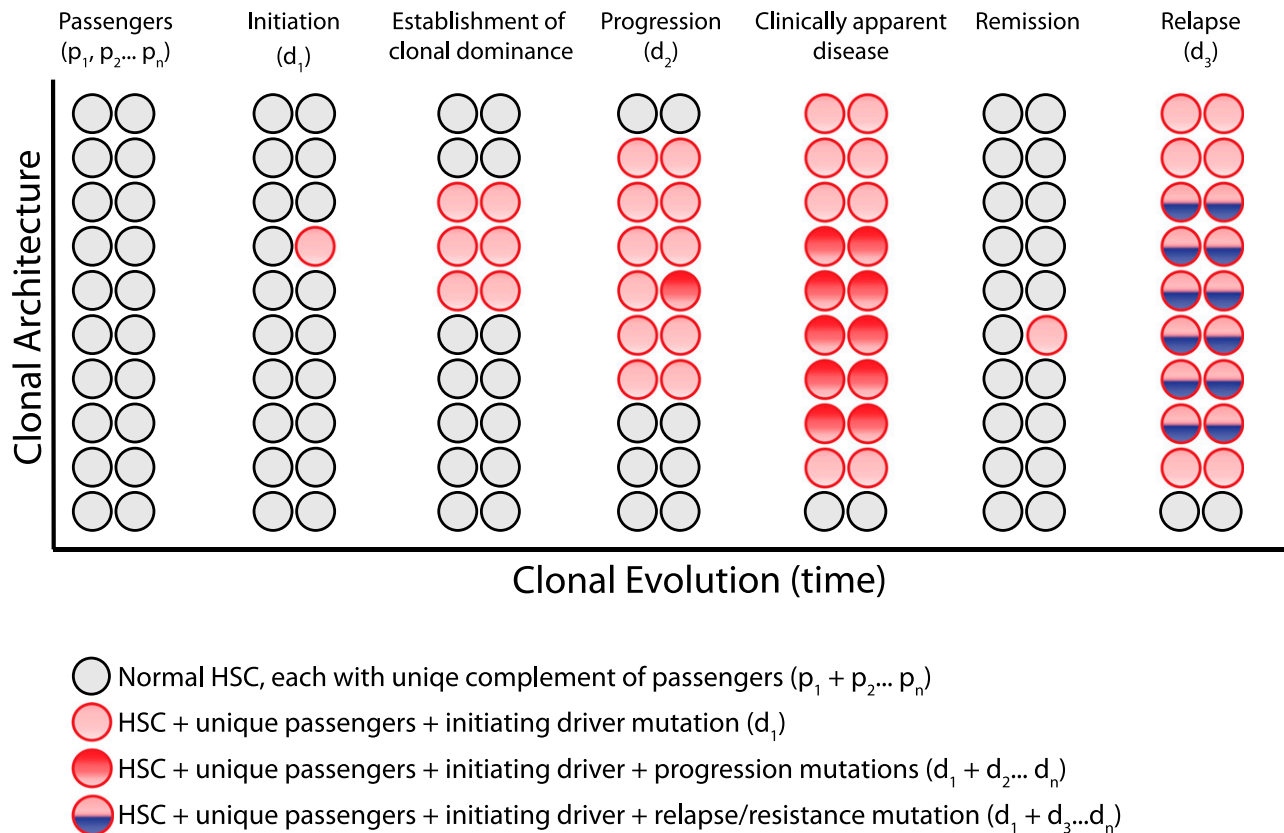 Passengers
(p1, p2... pn)
Initiation
(d1)
Establishment of
clonal dominance
Progression
(d2)
Clinically apparent
disease
Remission
Relapse
(d3)
Clonal Architecture
Clonal Evolution (time)
Normal HSC, each with uniqe complement of passengers (p1 + p2... pn)
HSC + unique passengers + initiating driver mutation (d1)
HSC + unique passengers + initiating driver + progression mutations (d1 + d2... dn)
HSC + unique passengers + initiating driver + relapse/resistance mutation (d1 + d3...dn)